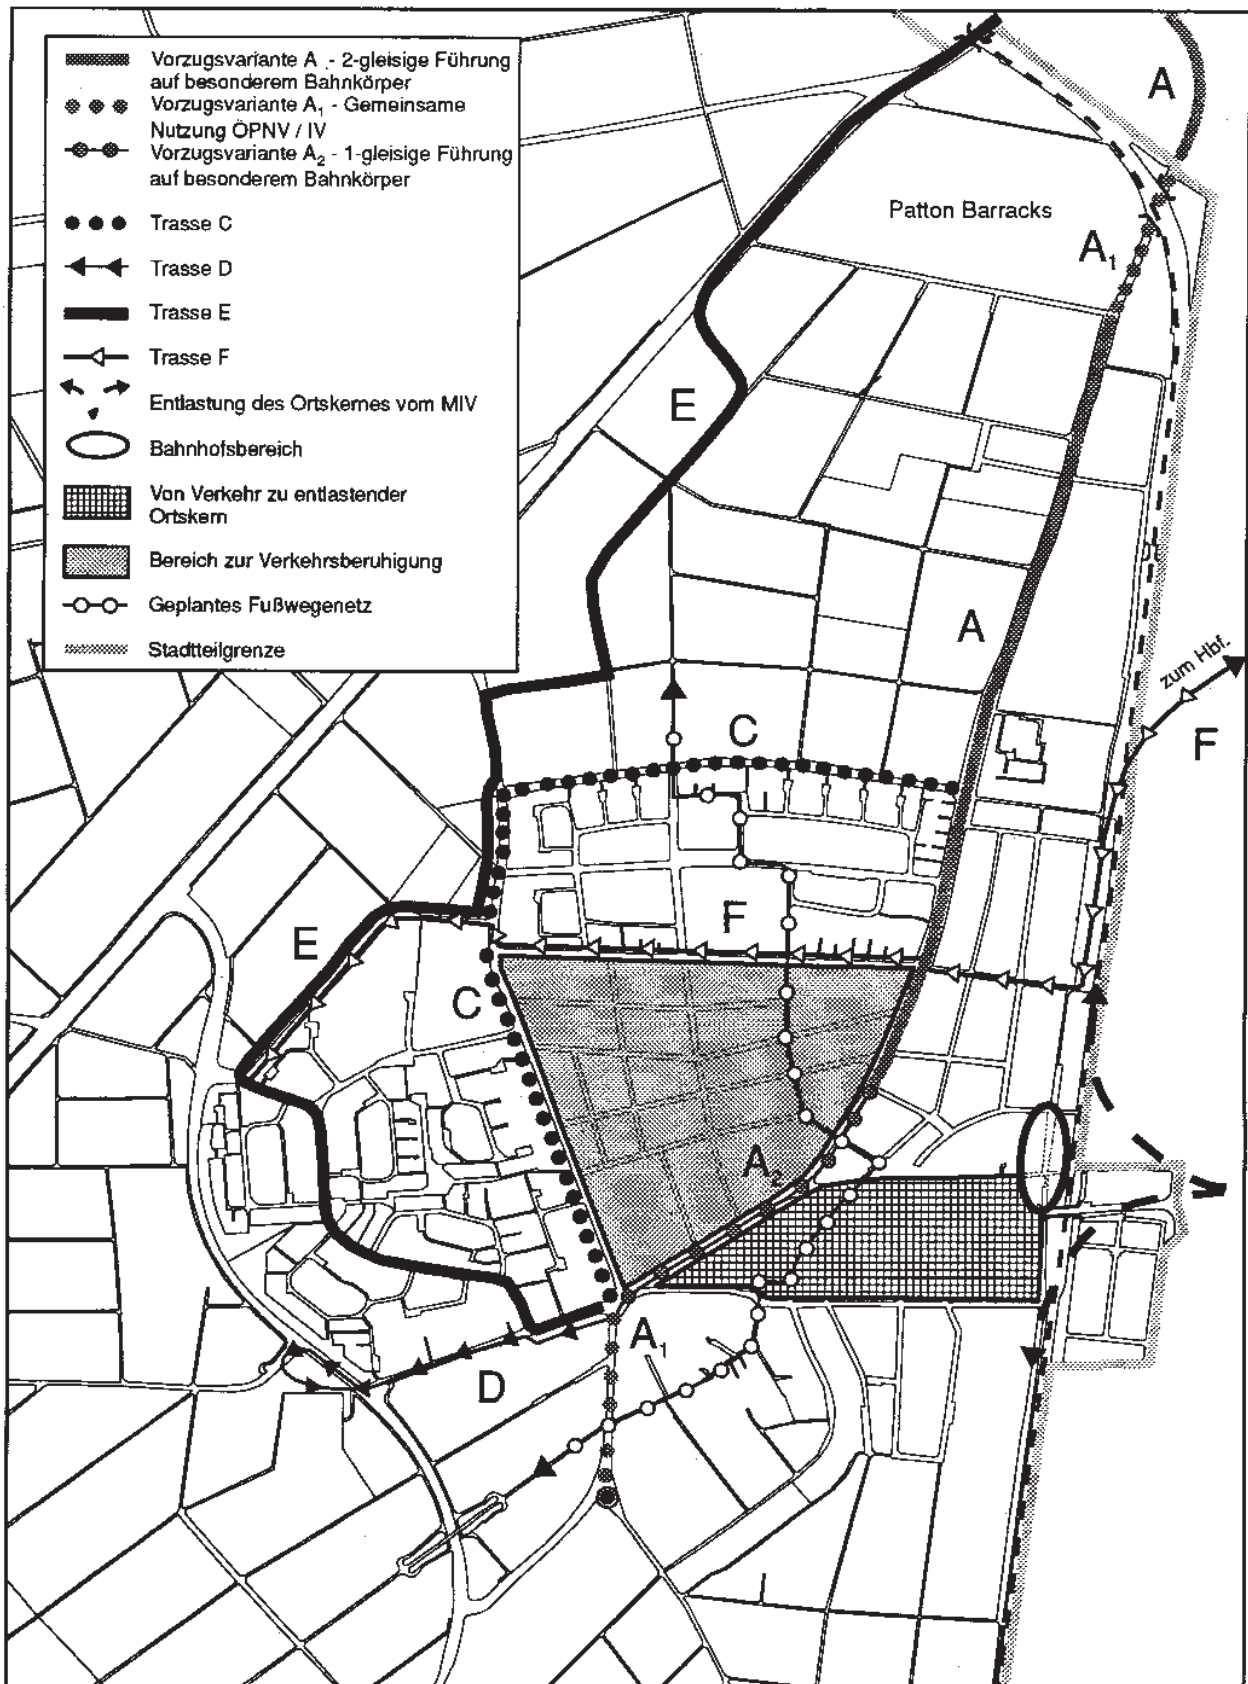 Vorzugsvariante A - 2-gleisige Führung
auf besonderem Bahnkörper
Vorzugsvariante A₁ - Gemeinsame
Nutzung ÖPNV / IV
Vorzugsvariante A₂ - 1-gleisige Führung
auf besonderem Bahnkörper
Trasse C
Trasse D
Trasse E
Trasse F
Entlastung des Ortskernes vom MIV
Bahnhofsbereich
Von Verkehr zu entlastender
Ortskern
Bereich zur Verkehrsberuhigung
Geplantes Fußwegenetz
Stadtteilgrenze
A
Patton Barracks
A₁
E
A
zum Hbf.
C
F
F
E
C
A₂
A₁
D